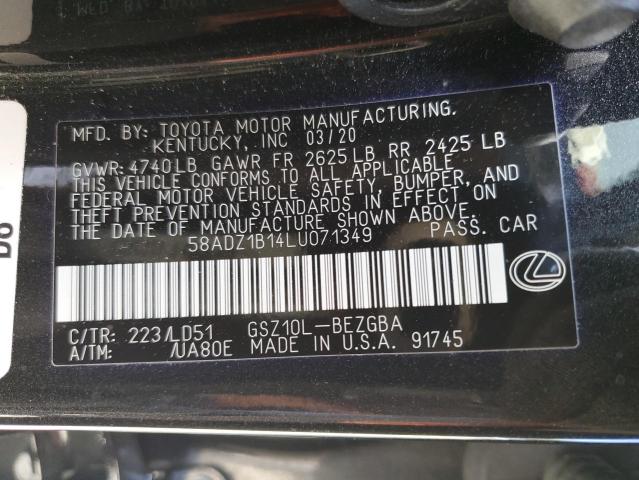 MFD. BY: TOYOTA MOTOR MANUFACTURING,
KENTUCKY, INC 03/20
GVWR: 4740 LB GAWR FR 2625 LB RR 2425 LB
THIS VEHICLE CONFORMS TO ALL APPLICABLE
FEDERAL MOTOR VEHICLE SAFETY, BUMPER, AND
THEFT PREVENTION STANDARDS IN EFFECT ON
THE DATE OF MANUFACTURE SHOWN ABOVE.
58ADZ1B14LU071349 PASS. CAR
C/TR: 223/LD51 GSZ10L-BEZGBA
A/TM: /UA80E MADE IN U.S.A. 91745